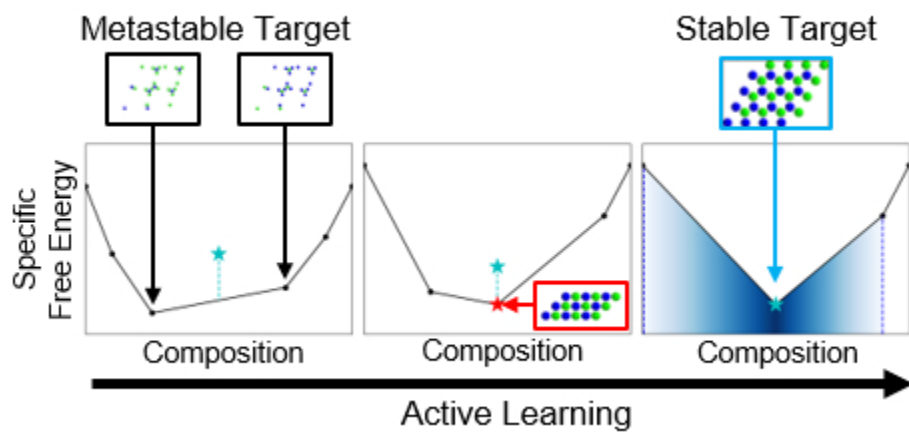 Metastable Target
Stable Target
Specific
Free Energy
Composition
Composition
Composition
Active Learning